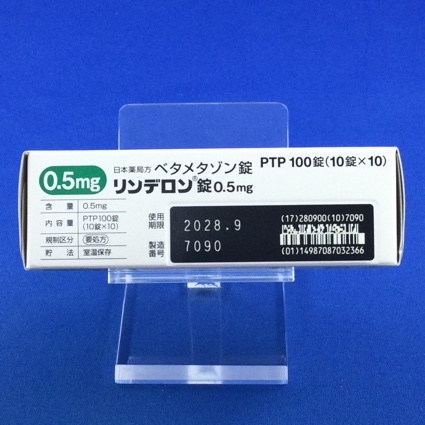 0.5mg
日本薬局方 ベタメタゾン錠 PTP 100錠(10錠×10)
リンデロン®錠0.5mg
含量 0.5mg
内容量 PTP100錠
(10錠×10)
規制区分 要処方
貯法 室温保存
使用
期限 2028.9
製造
番号 7090
(17)280900(10)7090
(01)14987087032366